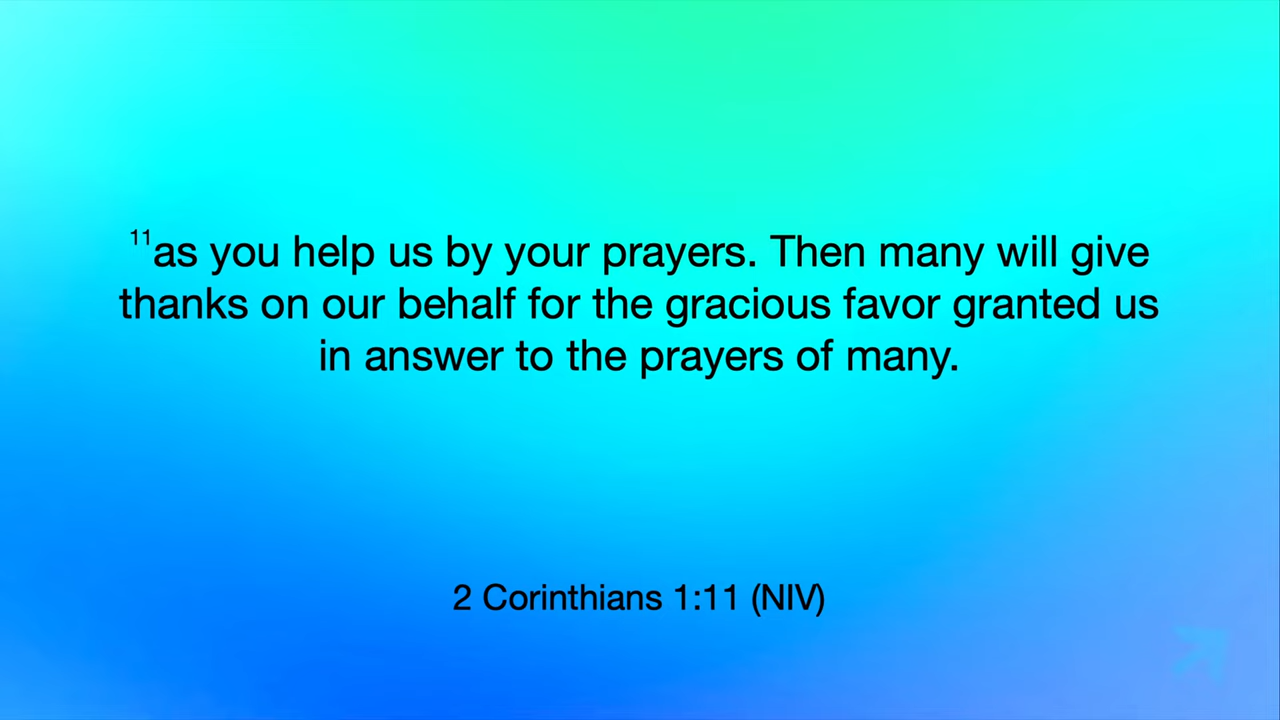 ¹¹as you help us by your prayers. Then many will give
thanks on our behalf for the gracious favor granted us
in answer to the prayers of many.
2 Corinthians 1:11 (NIV)